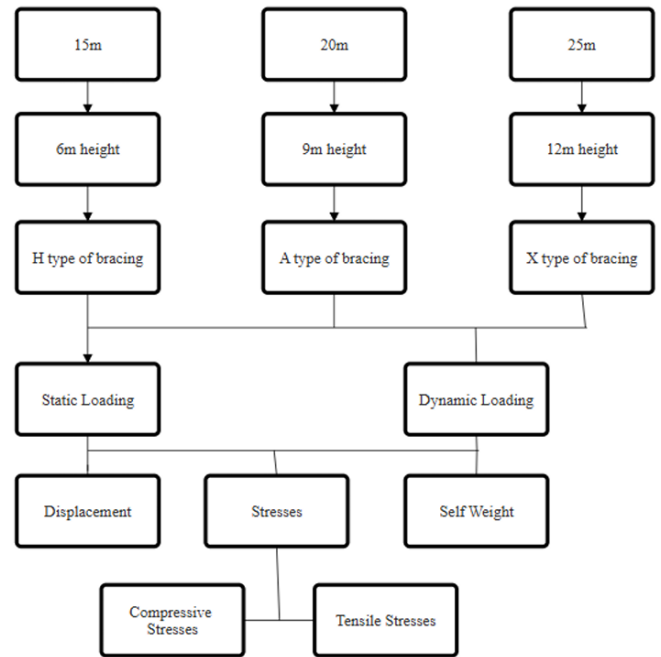 15m
20m
25m
6m height
9m height
12m height
H type of bracing
A type of bracing
X type of bracing
Static Loading
Dynamic Loading
Displacement
Stresses
Self Weight
Compressive
Stresses
Tensile Stresses